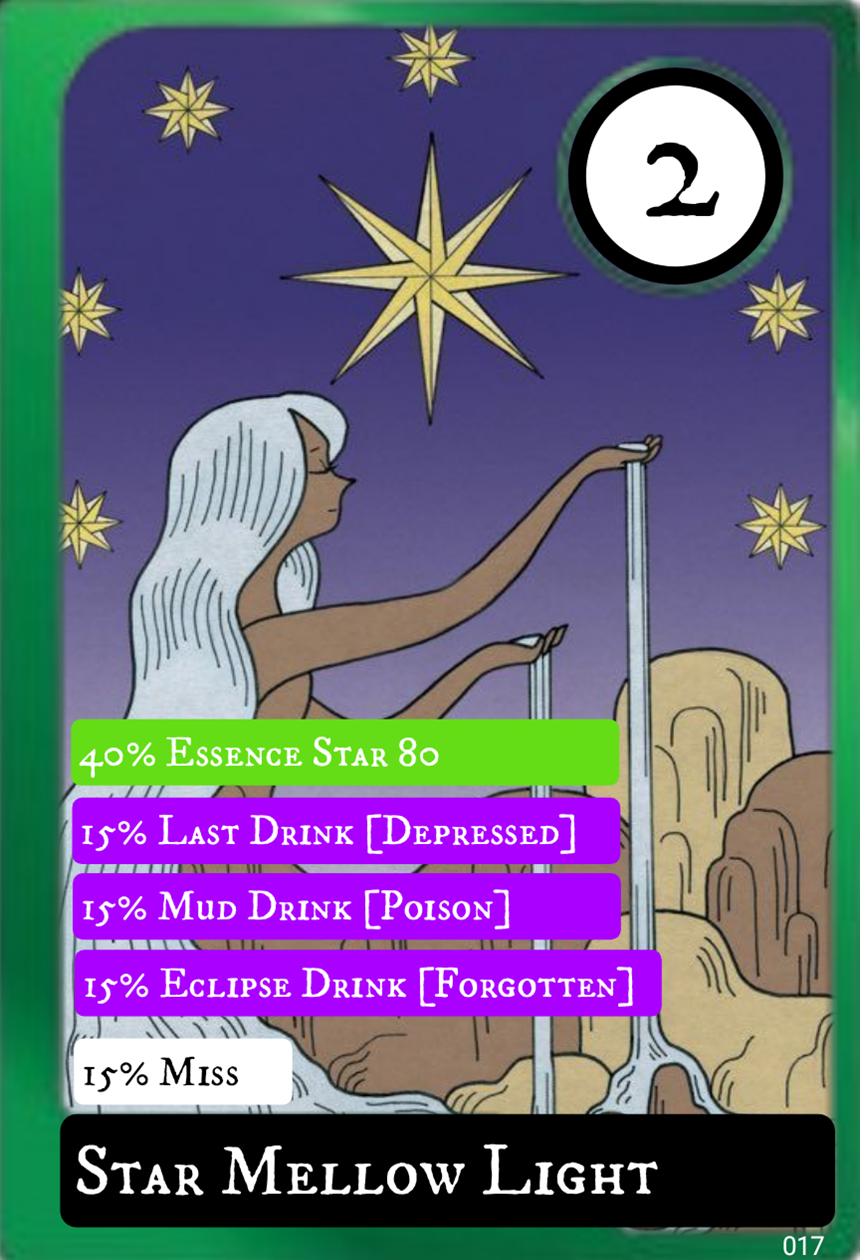 2
40% Essence Star 80
15% Last Drink [Depressed]
15% Mud Drink [Poison]
15% Eclipse Drink [Forgotten]
15% Miss
Star Mellow Light
017